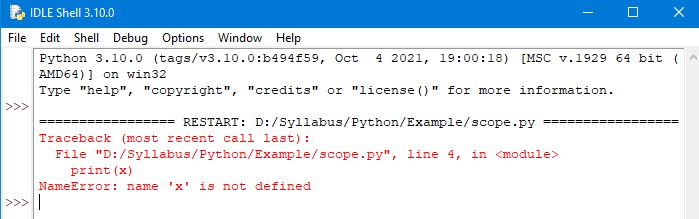 IDLE Shell 3.10.0
File Edit Shell Debug Options Window Help
Python 3.10.0 (tags/v3.10.0:b494f59, Oct  4 2021, 19:00:18) [MSC v.1929 64 bit (
AMD64)] on win32
Type "help", "copyright", "credits" or "license()" for more information.
>>>
================= RESTART: D:/Syllabus/Python/Example/scope.py =================
Traceback (most recent call last):
  File "D:/Syllabus/Python/Example/scope.py", line 4, in <module>
    print(x)
NameError: name 'x' is not defined
>>>